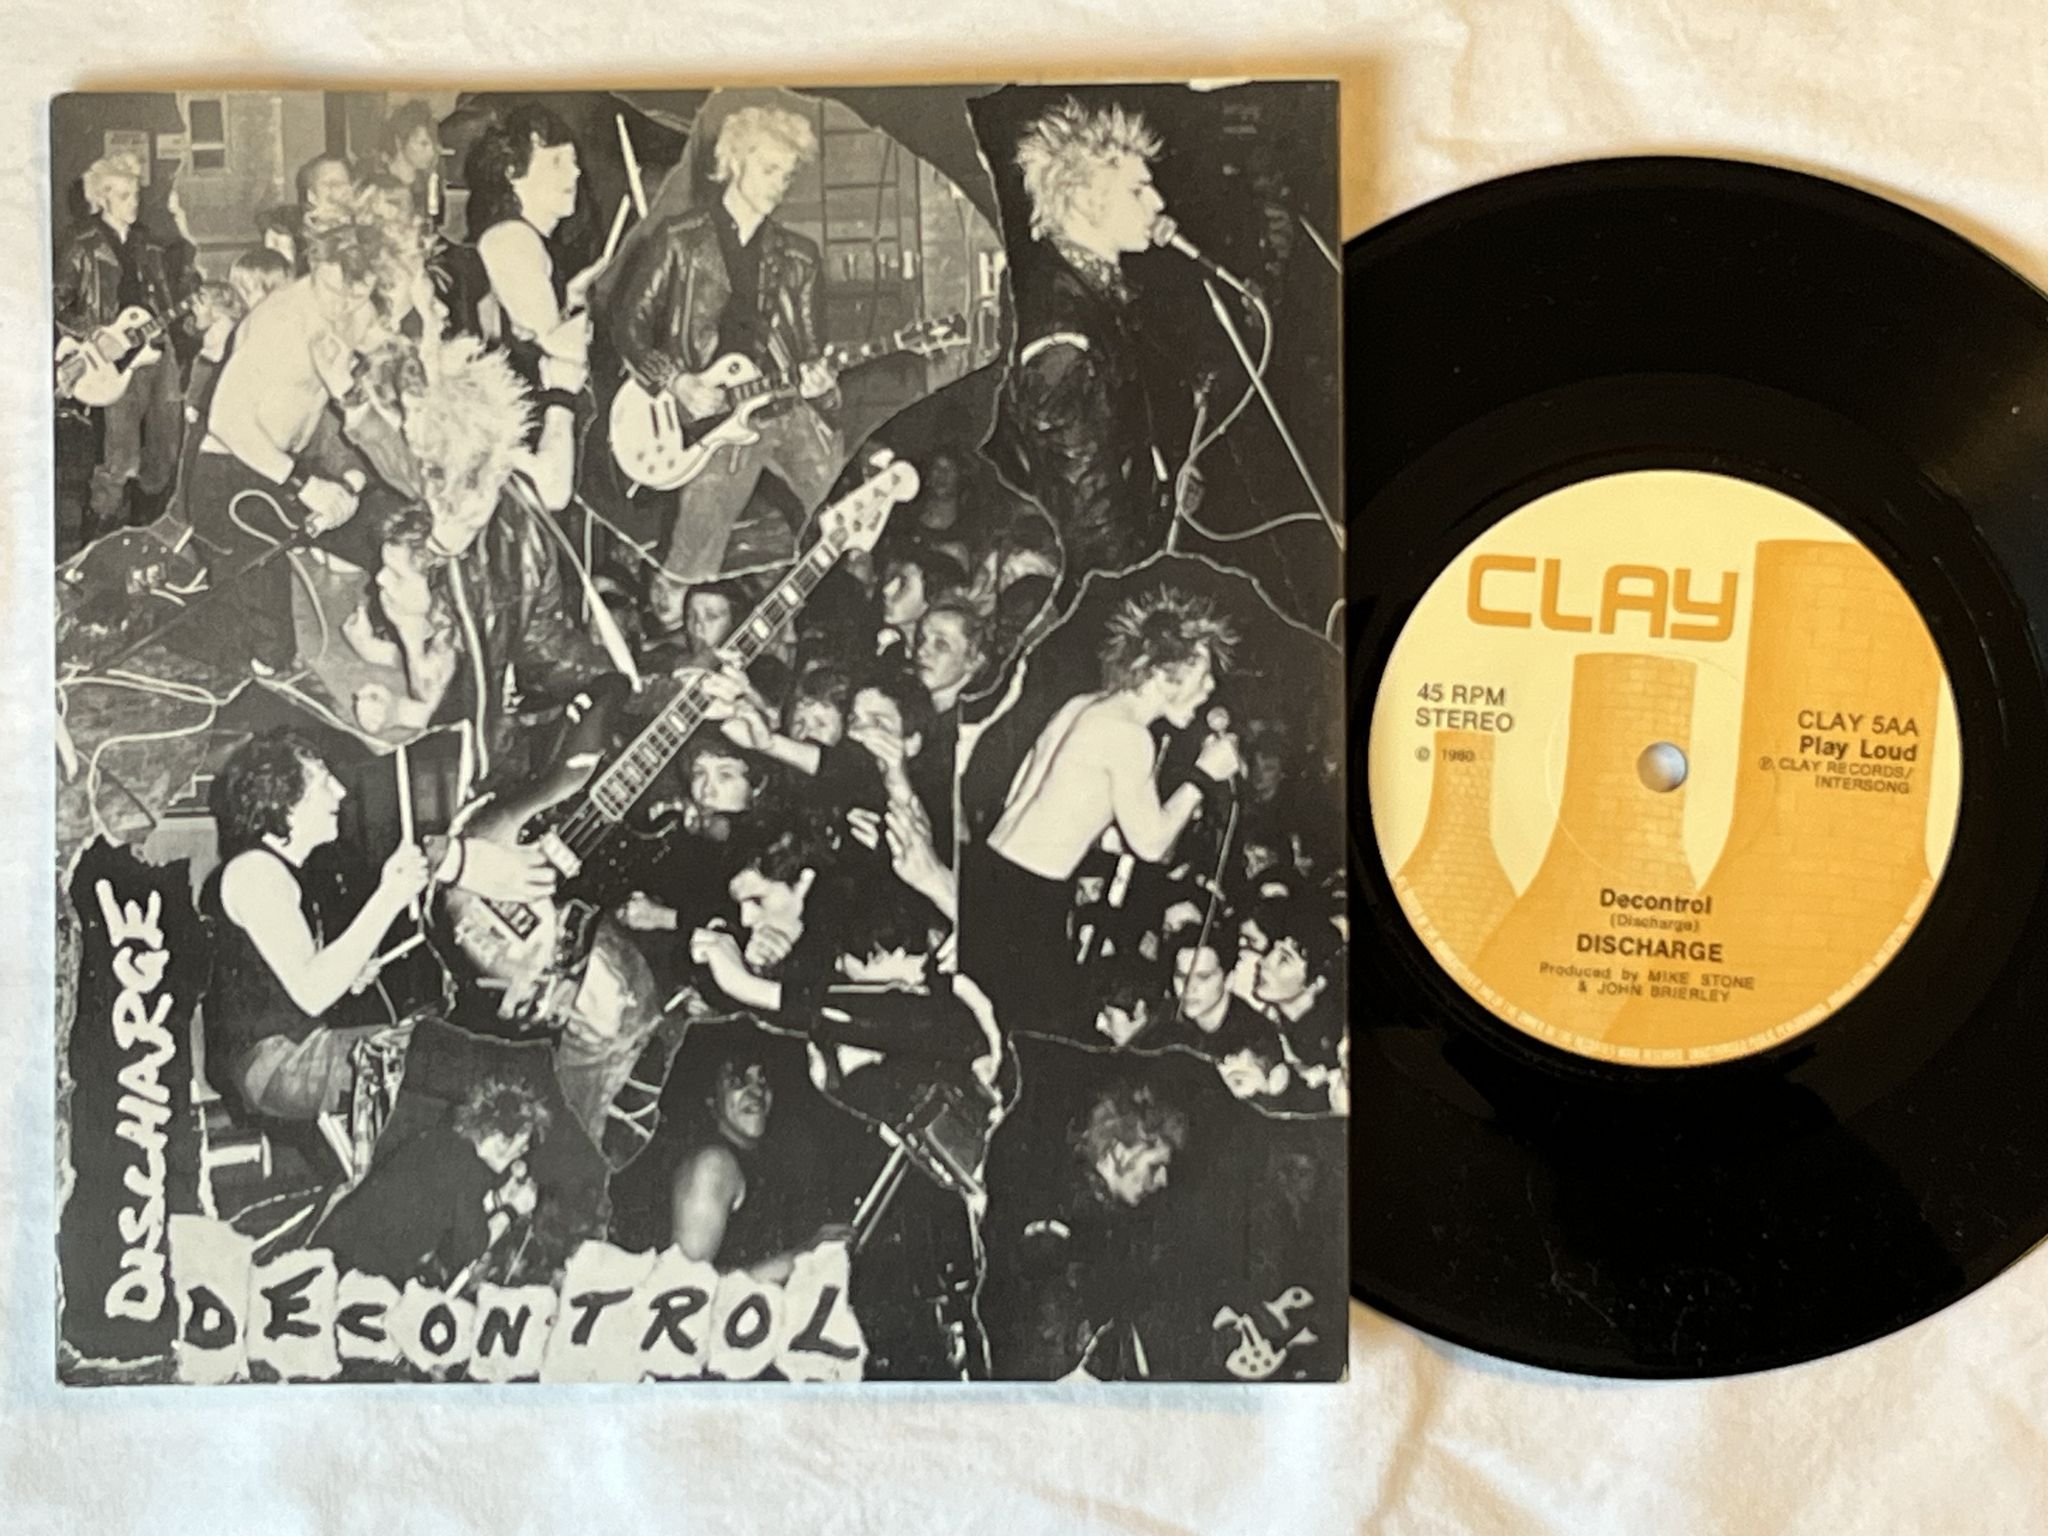 DISCHARGE
DECONTROL
CLAY
45 RPM
STEREO
© 1980
CLAY 5AA
Play Loud
℗ CLAY RECORDS/
INTERSONG
Decontrol
(Discharge)
DISCHARGE
Produced by MIKE STONE
& JOHN BRIERLEY